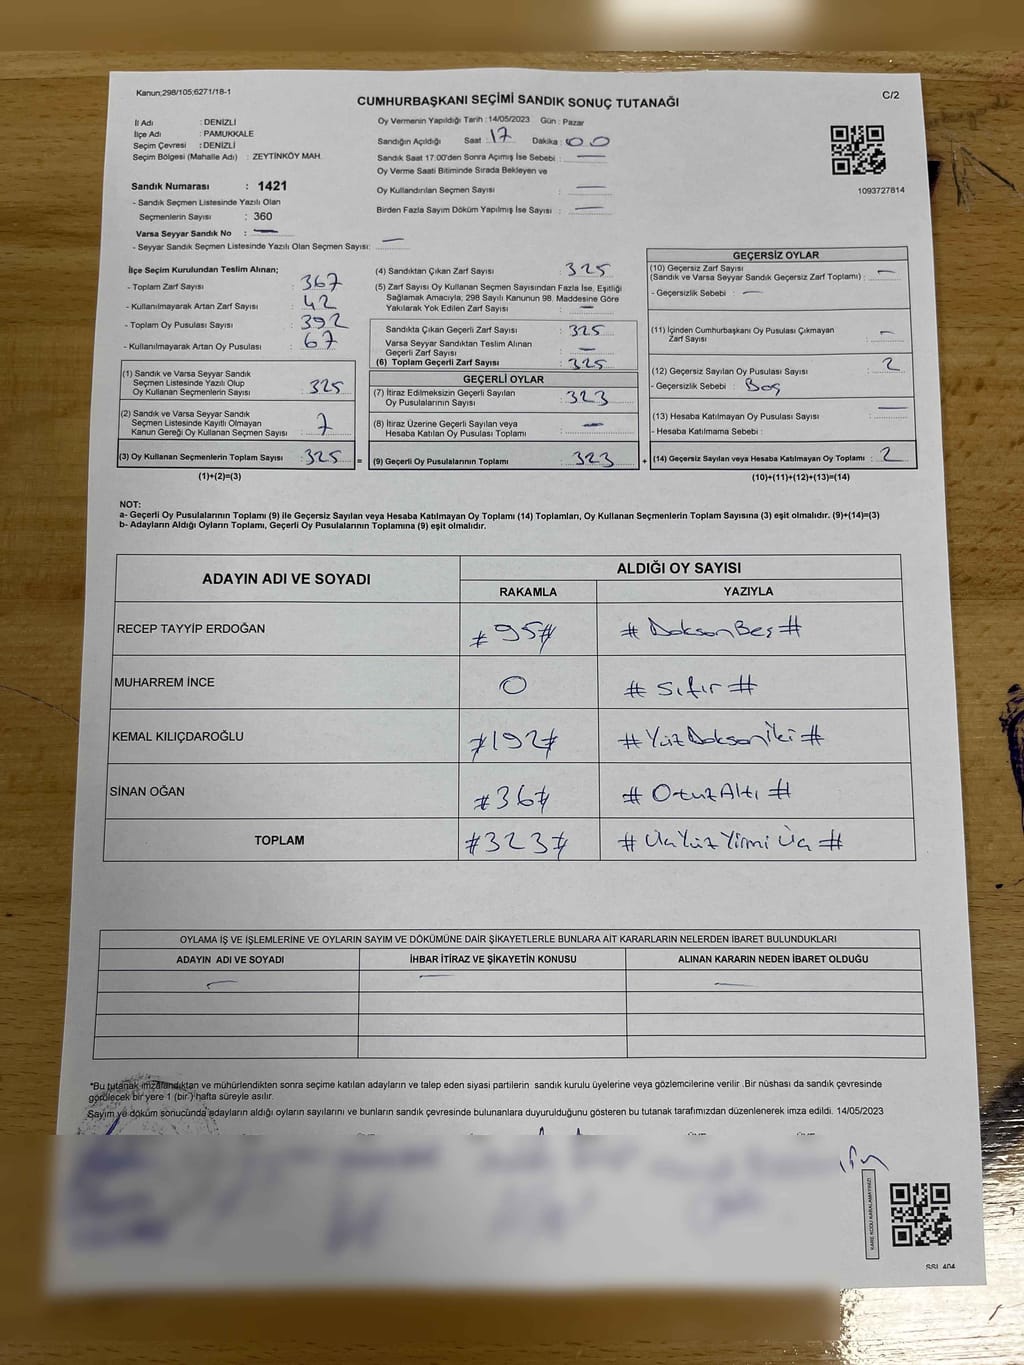 Kanun;298/105;6271/18-1
C/2
CUMHURBAŞKANI SEÇİMİ SANDIK SONUÇ TUTANAĞI
İl Adı : DENİZLİ
İlçe Adı : PAMUKKALE
Seçim Çevresi : DENİZLİ
Seçim Bölgesi (Mahalle Adı) : ZEYTİNKÖY MAH.
Sandık Numarası : 1421
- Sandık Seçmen Listesinde Yazılı Olan
Seçmenlerin Sayısı : 360
Varsa Seyyar Sandık No : —
- Seyyar Sandık Seçmen Listesinde Yazılı Olan Seçmen Sayısı: —
Oy Vermenin Yapıldığı Tarih : 14/05/2023 Gün : Pazar
Sandığın Açıldığı Saat : 17 Dakika : 00
Sandık Saat 17.00'den Sonra Açımış İse Sebebi : —
Oy Verme Saati Bitiminde Sırada Bekleyen ve
Oy Kullandırılan Seçmen Sayısı : —
Birden Fazla Sayım Döküm Yapılmış İse Sayısı : —
1093727814
İlçe Seçim Kurulundan Teslim Alınan;
- Toplam Zarf Sayısı : 367
- Kullanılmayarak Artan Zarf Sayısı : 42
- Toplam Oy Pusulası Sayısı : 392
- Kullanılmayarak Artan Oy Pusulası : 67
(1) Sandık ve Varsa Seyyar Sandık
Seçmen Listesinde Yazılı Olup
Oy Kullanan Seçmenlerin Sayısı : 325
(2) Sandık ve Varsa Seyyar Sandık
Seçmen Listesinde Kayıtlı Olmayan
Kanun Gereği Oy Kullanan Seçmen Sayısı : 7
(3) Oy Kullanan Seçmenlerin Toplam Sayısı : 325 =
(1)+(2)=(3)
(4) Sandıktan Çıkan Zarf Sayısı : 325
(5) Zarf Sayısı Oy Kullanan Seçmen Sayısından Fazla İse, Eşitliği
Sağlamak Amacıyla, 298 Sayılı Kanunun 98. Maddesine Göre
Yakılarak Yok Edilen Zarf Sayısı : —
Sandıkta Çıkan Geçerli Zarf Sayısı : 325
Varsa Seyyar Sandıktan Teslim Alınan
Geçerli Zarf Sayısı : —
(6) Toplam Geçerli Zarf Sayısı : 325
GEÇERLİ OYLAR
(7) İtiraz Edilmeksizin Geçerli Sayılan
Oy Pusulalarının Sayısı : 323
(8) İtiraz Üzerine Geçerli Sayılan veya
Hesaba Katılan Oy Pusulası Toplamı : —
(9) Geçerli Oy Pusulalarının Toplamı : 323 +
GEÇERSİZ OYLAR
(10) Geçersiz Zarf Sayısı
(Sandık ve Varsa Seyyar Sandık Geçersiz Zarf Toplamı) : —
- Geçersizlik Sebebi : —
(11) İçinden Cumhurbaşkanı Oy Pusulası Çıkmayan
Zarf Sayısı : —
(12) Geçersiz Sayılan Oy Pusulası Sayısı : 2
- Geçersizlik Sebebi : Boş
(13) Hesaba Katılmayan Oy Pusulası Sayısı : —
- Hesaba Katılmama Sebebi :
(14) Geçersiz Sayılan veya Hesaba Katılmayan Oy Toplamı : 2
(10)+(11)+(12)+(13)=(14)
NOT:
a- Geçerli Oy Pusulalarının Toplamı (9) ile Geçersiz Sayılan veya Hesaba Katılmayan Oy Toplamı (14) Toplamları, Oy Kullanan Seçmenlerin Toplam Sayısına (3) eşit olmalıdır. (9)+(14)=(3)
b- Adayların Aldığı Oyların Toplamı, Geçerli Oy Pusulalarının Toplamına (9) eşit olmalıdır.
ADAYIN ADI VE SOYADI
ALDIĞI OY SAYISI
RAKAMLA YAZIYLA
RECEP TAYYİP ERDOĞAN #95# #DoksanBeş#
MUHARREM İNCE 0 #Sıfır#
KEMAL KILIÇDAROĞLU #192# #YüzDoksanİki#
SİNAN OĞAN #36# #OtuzAltı#
TOPLAM #323# #ÜçYüzYirmiÜç#
OYLAMA İŞ VE İŞLEMLERİNE VE OYLARIN SAYIM VE DÖKÜMÜNE DAİR ŞİKAYETLERLE BUNLARA AİT KARARLARIN NELERDEN İBARET BULUNDUKLARI
ADAYIN ADI VE SOYADI İHBAR İTİRAZ VE ŞİKAYETİN KONUSU ALINAN KARARIN NEDEN İBARET OLDUĞU
— — —
*Bu tutanak imzalandıktan ve mühürlendikten sonra seçime katılan adayların ve talep eden siyasi partilerin sandık kurulu üyelerine veya gözlemcilerine verilir .Bir nüshası da sandık çevresinde
görülecek bir yere 1 (bir ) hafta süreyle asılır.
Sayım ve döküm sonucunda adayların aldığı oyların sayılarını ve bunların sandık çevresinde bulunanlara duyurulduğunu gösteren bu tutanak tarafımızdan düzenlenerek imza edildi. 14/05/2023
KARE KODU KARALAMAYINIZ!